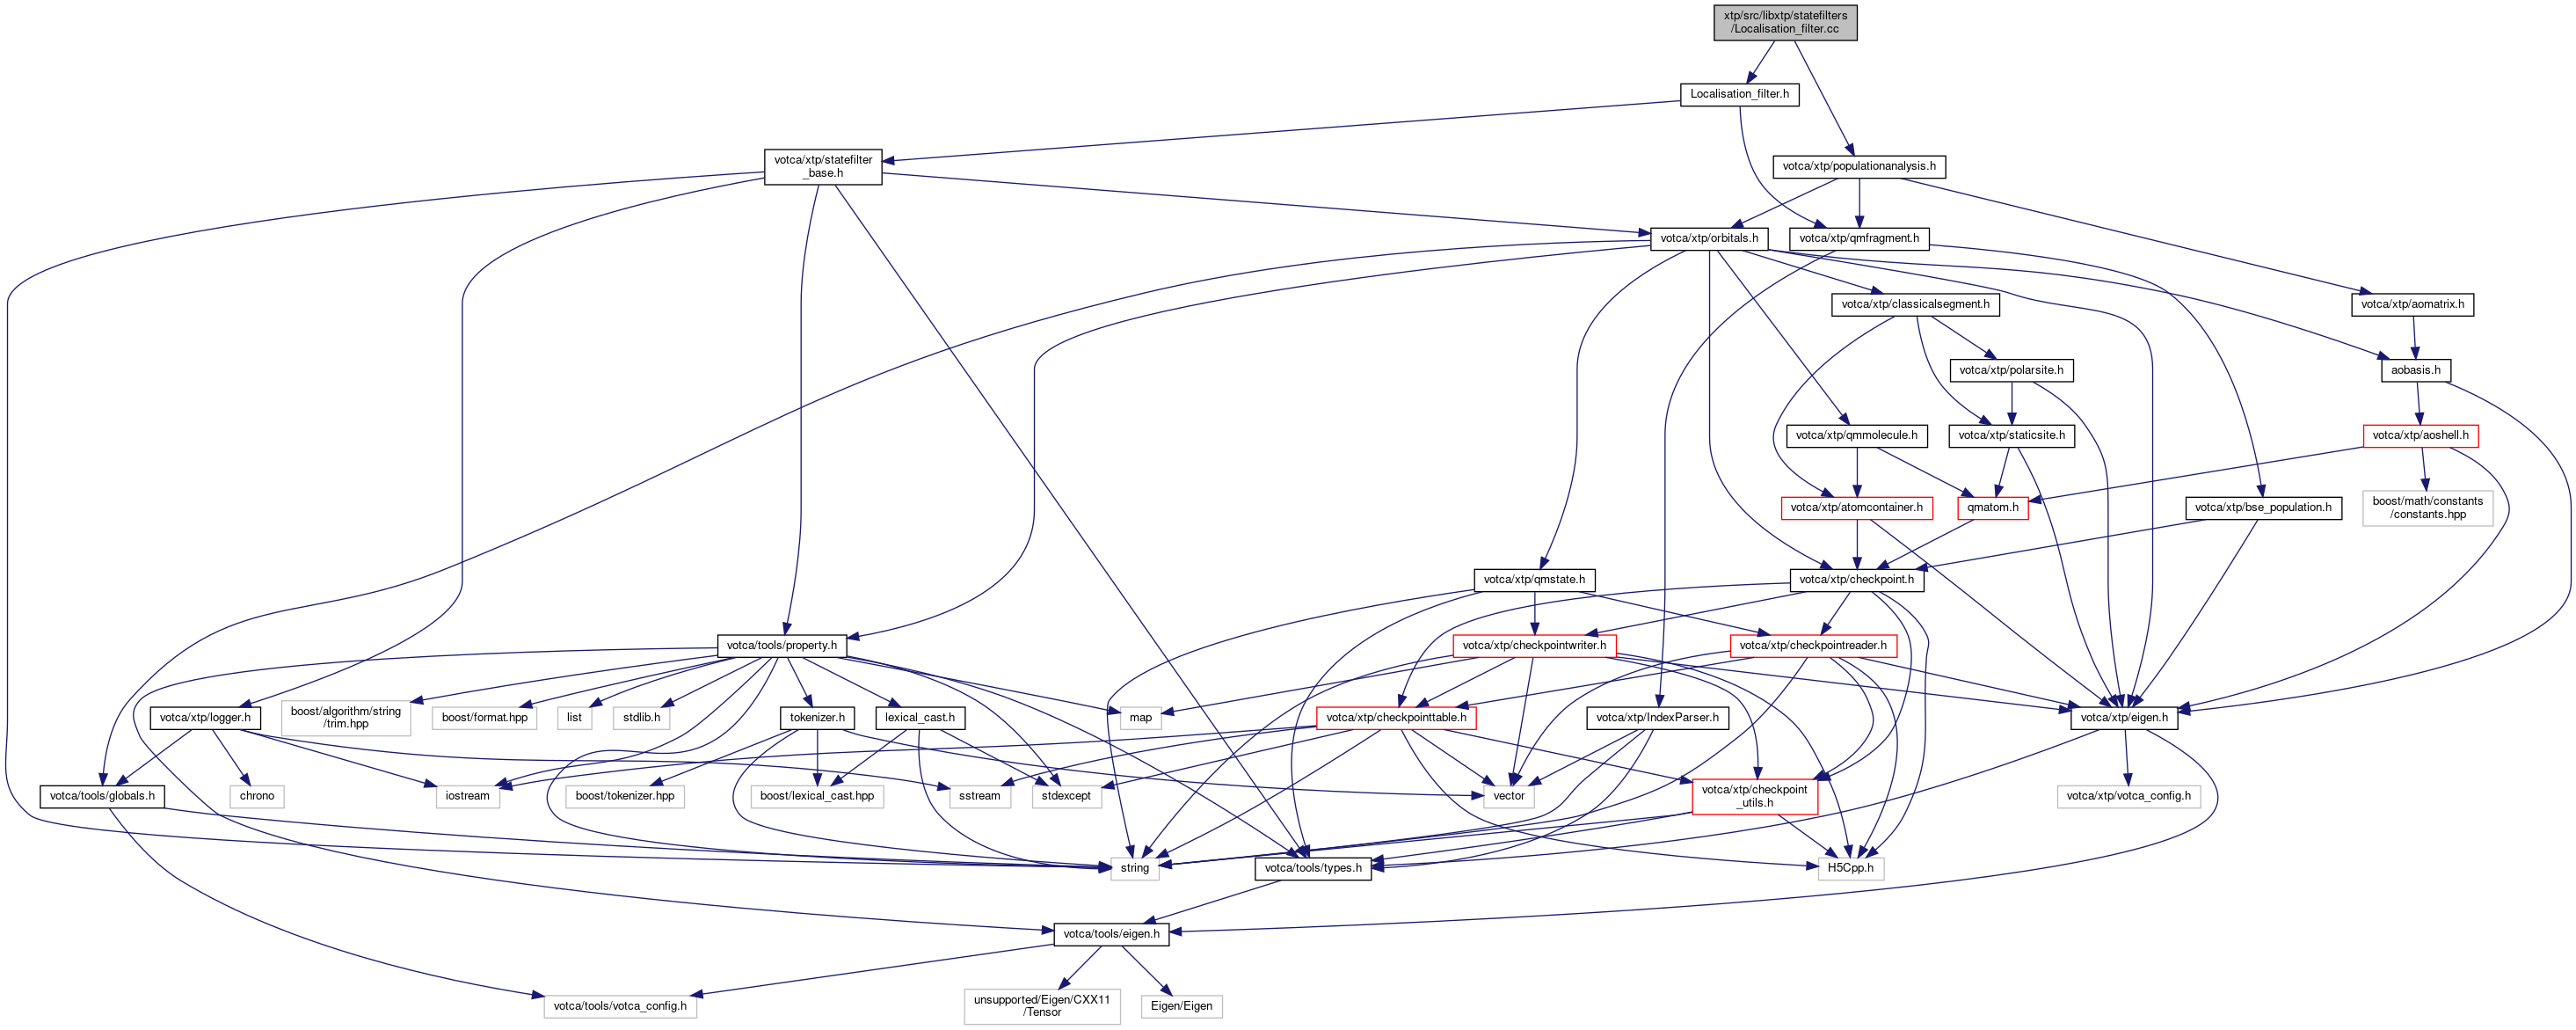 xtp/src/libxtp/statefilters
/Localisation_filter.cc
Localisation_filter.h
votca/xtp/statefilter
_base.h
votca/xtp/populationanalysis.h
votca/xtp/orbitals.h
votca/xtp/qmfragment.h
votca/xtp/classicalsegment.h
votca/xtp/aomatrix.h
votca/xtp/polarsite.h
aobasis.h
votca/xtp/qmmolecule.h
votca/xtp/staticsite.h
votca/xtp/aoshell.h
votca/xtp/atomcontainer.h
qmatom.h
votca/xtp/bse_population.h
boost/math/constants
/constants.hpp
votca/xtp/qmstate.h
votca/xtp/checkpoint.h
votca/tools/property.h
votca/xtp/checkpointwriter.h
votca/xtp/checkpointreader.h
votca/xtp/logger.h
boost/algorithm/string
/trim.hpp
boost/format.hpp
list
stdlib.h
tokenizer.h
lexical_cast.h
map
votca/xtp/checkpointtable.h
votca/xtp/IndexParser.h
votca/xtp/eigen.h
votca/tools/globals.h
chrono
iostream
boost/tokenizer.hpp
boost/lexical_cast.hpp
sstream
stdexcept
vector
votca/xtp/checkpoint
_utils.h
votca/xtp/votca_config.h
string
votca/tools/types.h
H5Cpp.h
votca/tools/eigen.h
votca/tools/votca_config.h
unsupported/Eigen/CXX11
/Tensor
Eigen/Eigen